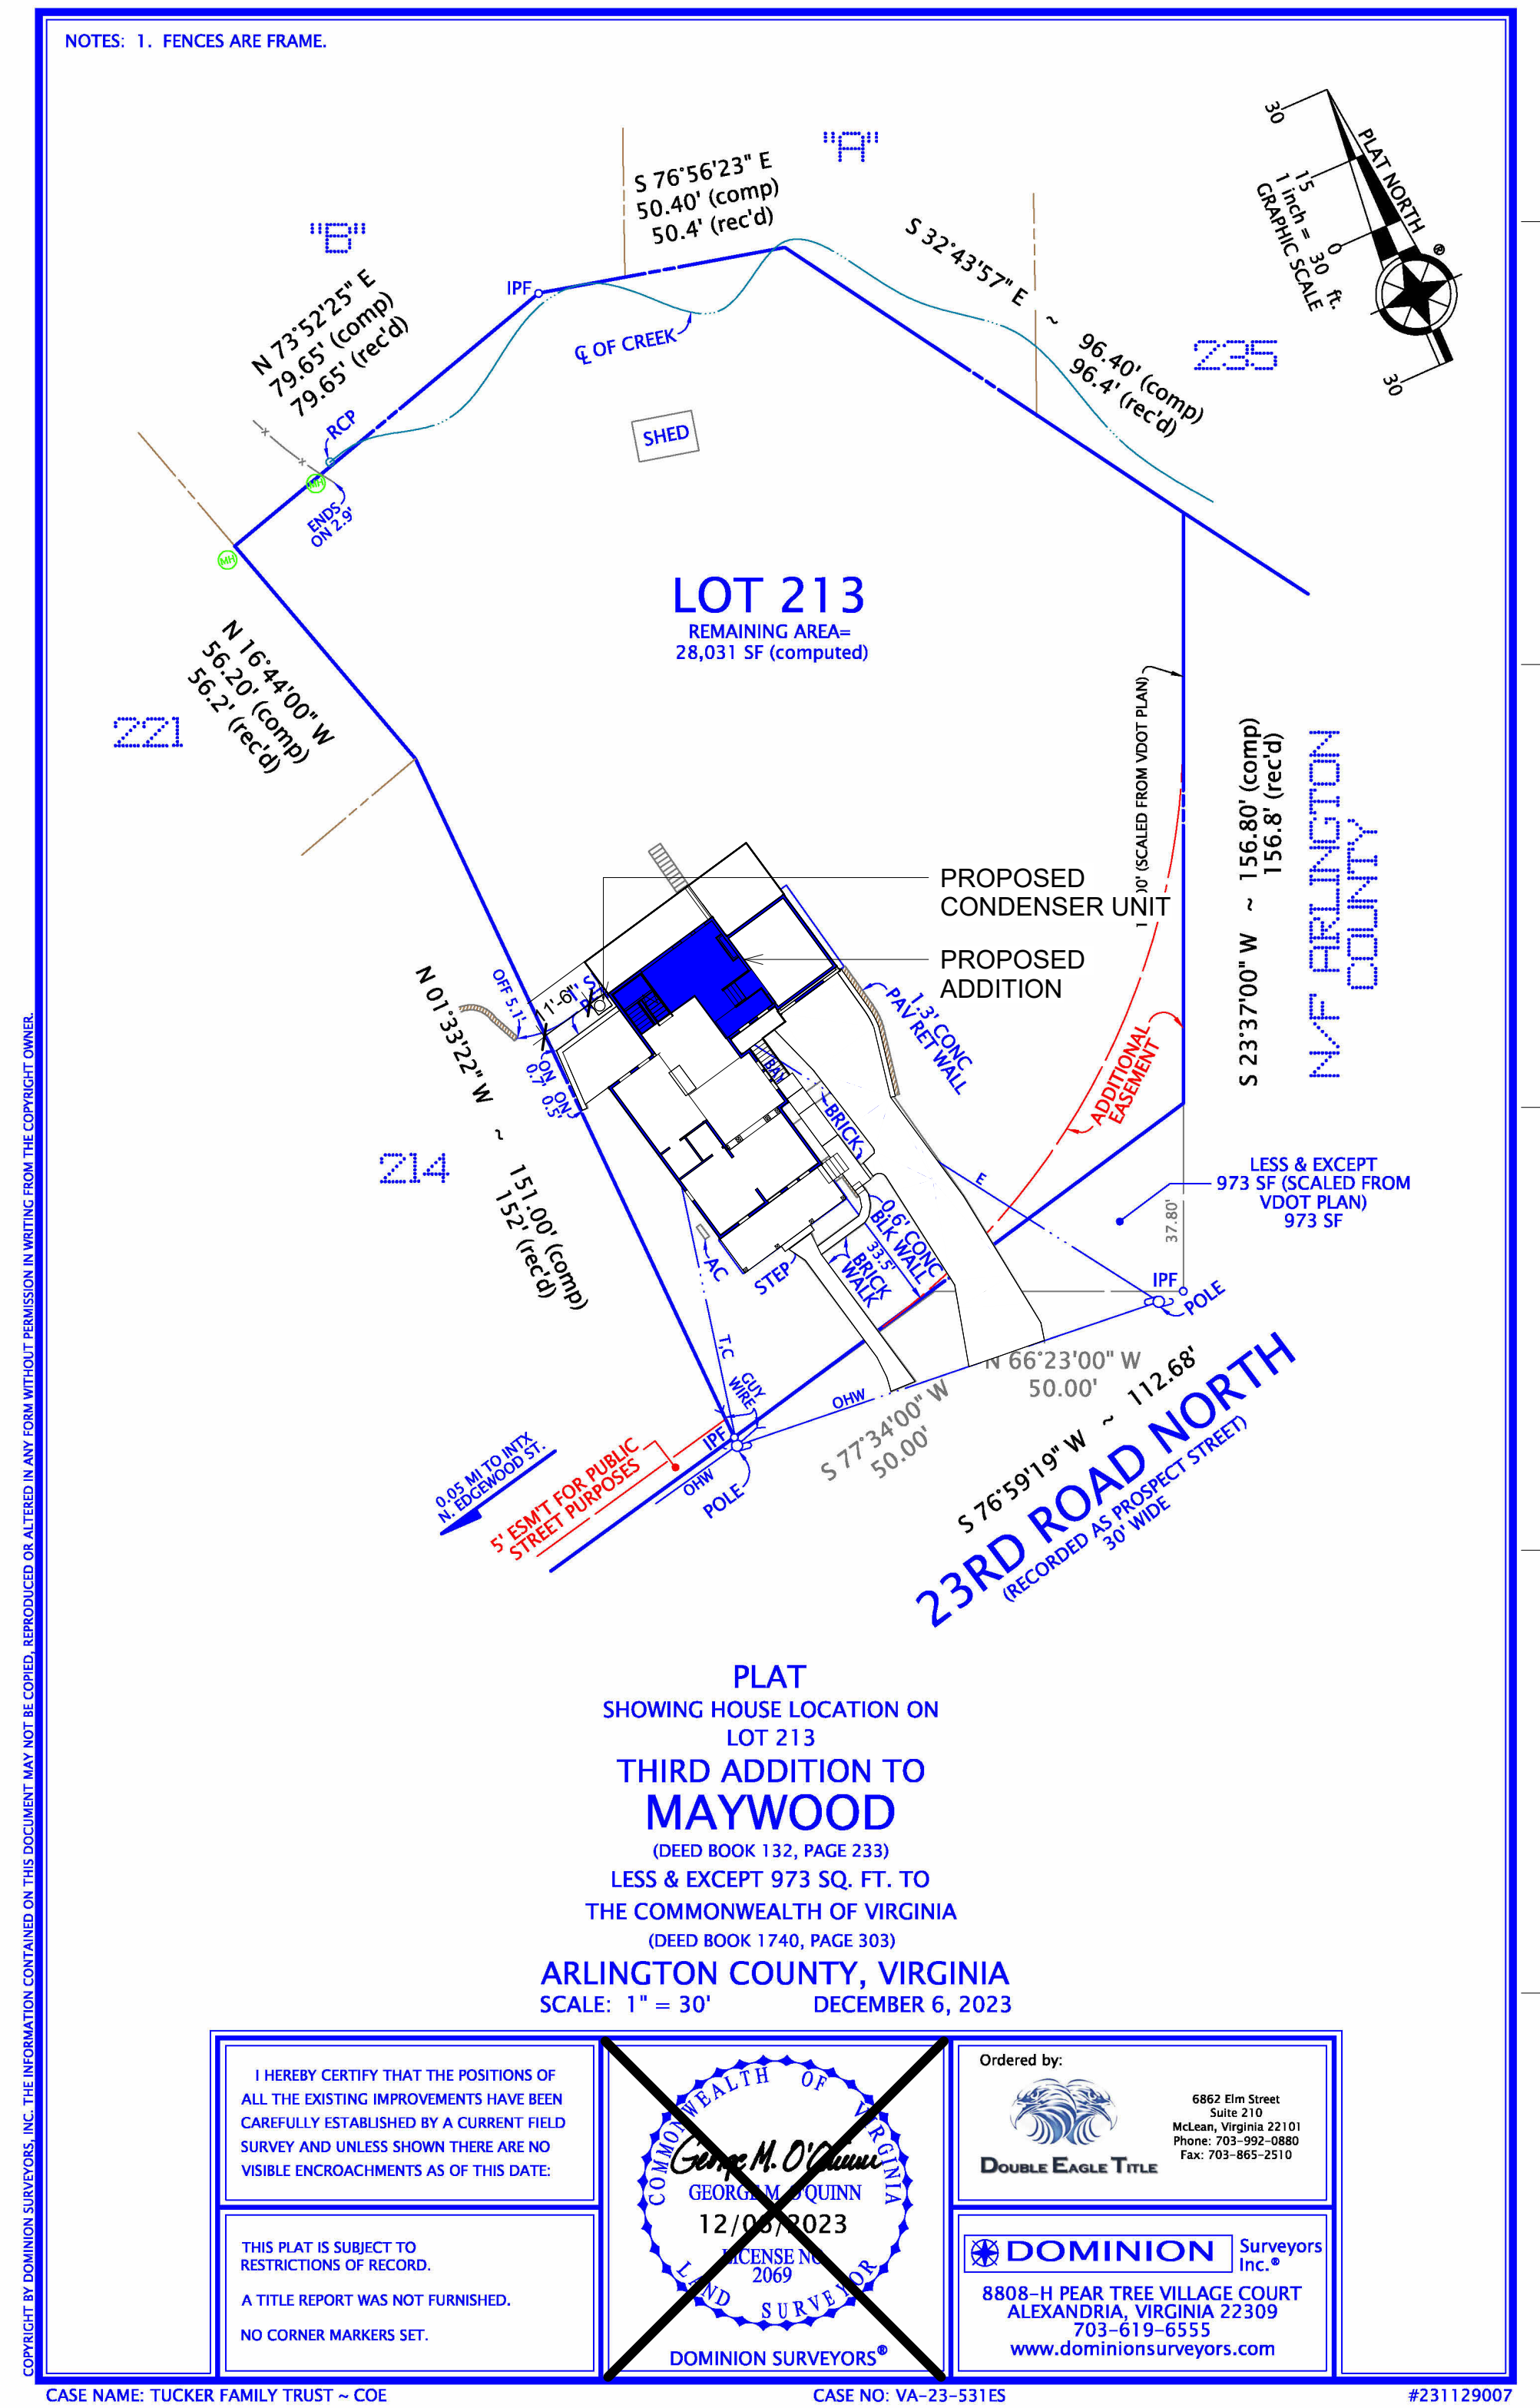 NOTES: 1. FENCES ARE FRAME.
"A"
"B"
S 76°56'23" E
50.40' (comp)
50.4' (rec'd)
S 32°43'57" E ~ 96.40' (comp)
96.4' (rec'd)
30
15
0
30
PLAT NORTH
®
1 inch = 30 ft.
GRAPHIC SCALE
235
N 73°52'25" E
79.65' (comp)
79.65' (rec'd)
IPF
℄ OF CREEK
RCP
MH
ENDS
ON 2.9'
MH
SHED
LOT 213
REMAINING AREA=
28,031 SF (computed)
N 16°44'00" W
56.20' (comp)
56.2' (rec'd)
221
00' (SCALED FROM VDOT PLAN)
S 23°37'00" W ~ 156.80' (comp)
156.8' (rec'd)
N/F ARLINGTON
COUNTY
PROPOSED
CONDENSER UNIT
PROPOSED
ADDITION
OFF 5.1'
11'-6"
ON
0.7'
ON
0.5'
N 01°33'22" W ~ 151.00' (comp)
152' (rec'd)
214
1.3' CONC
PAV RET WALL
BAY
BRICK
ADDITIONAL
EASEMENT
E
LESS & EXCEPT
973 SF (SCALED FROM
VDOT PLAN)
973 SF
37.80'
0.6' CONC
BLK WALL
33.5'
BRICK
WALK
AC
STEP
IPF
POLE
T,C
GUY
WIRE
OHW
N 66°23'00" W
50.00'
S 77°34'00" W
50.00'
S 76°59'19" W ~ 112.68'
23RD ROAD NORTH
(RECORDED AS PROSPECT STREET)
30' WIDE
IPF
OHW
POLE
0.05 MI TO INTX
N. EDGEWOOD ST.
5' ESM'T FOR PUBLIC
STREET PURPOSES
PLAT
SHOWING HOUSE LOCATION ON
LOT 213
THIRD ADDITION TO
MAYWOOD
(DEED BOOK 132, PAGE 233)
LESS & EXCEPT 973 SQ. FT. TO
THE COMMONWEALTH OF VIRGINIA
(DEED BOOK 1740, PAGE 303)
ARLINGTON COUNTY, VIRGINIA
SCALE: 1" = 30' DECEMBER 6, 2023
I HEREBY CERTIFY THAT THE POSITIONS OF
ALL THE EXISTING IMPROVEMENTS HAVE BEEN
CAREFULLY ESTABLISHED BY A CURRENT FIELD
SURVEY AND UNLESS SHOWN THERE ARE NO
VISIBLE ENCROACHMENTS AS OF THIS DATE:
THIS PLAT IS SUBJECT TO
RESTRICTIONS OF RECORD.
A TITLE REPORT WAS NOT FURNISHED.
NO CORNER MARKERS SET.
COMMONWEALTH OF VIRGINIA
George M. O'Quinn
GEORGE M. O'QUINN
12/06/2023
LICENSE NO.
2069
LAND SURVEYOR
DOMINION SURVEYORS®
Ordered by:
DOUBLE EAGLE TITLE
6862 Elm Street
Suite 210
McLean, Virginia 22101
Phone: 703-992-0880
Fax: 703-865-2510
DOMINION Surveyors
Inc.®
8808-H PEAR TREE VILLAGE COURT
ALEXANDRIA, VIRGINIA 22309
703-619-6555
www.dominionsurveyors.com
CASE NAME: TUCKER FAMILY TRUST ~ COE
CASE NO: VA-23-531ES
#231129007
COPYRIGHT BY DOMINION SURVEYORS, INC. THE INFORMATION CONTAINED ON THIS DOCUMENT MAY NOT BE COPIED, REPRODUCED OR ALTERED IN ANY FORM WITHOUT PERMISSION IN WRITING FROM THE COPYRIGHT OWNER.